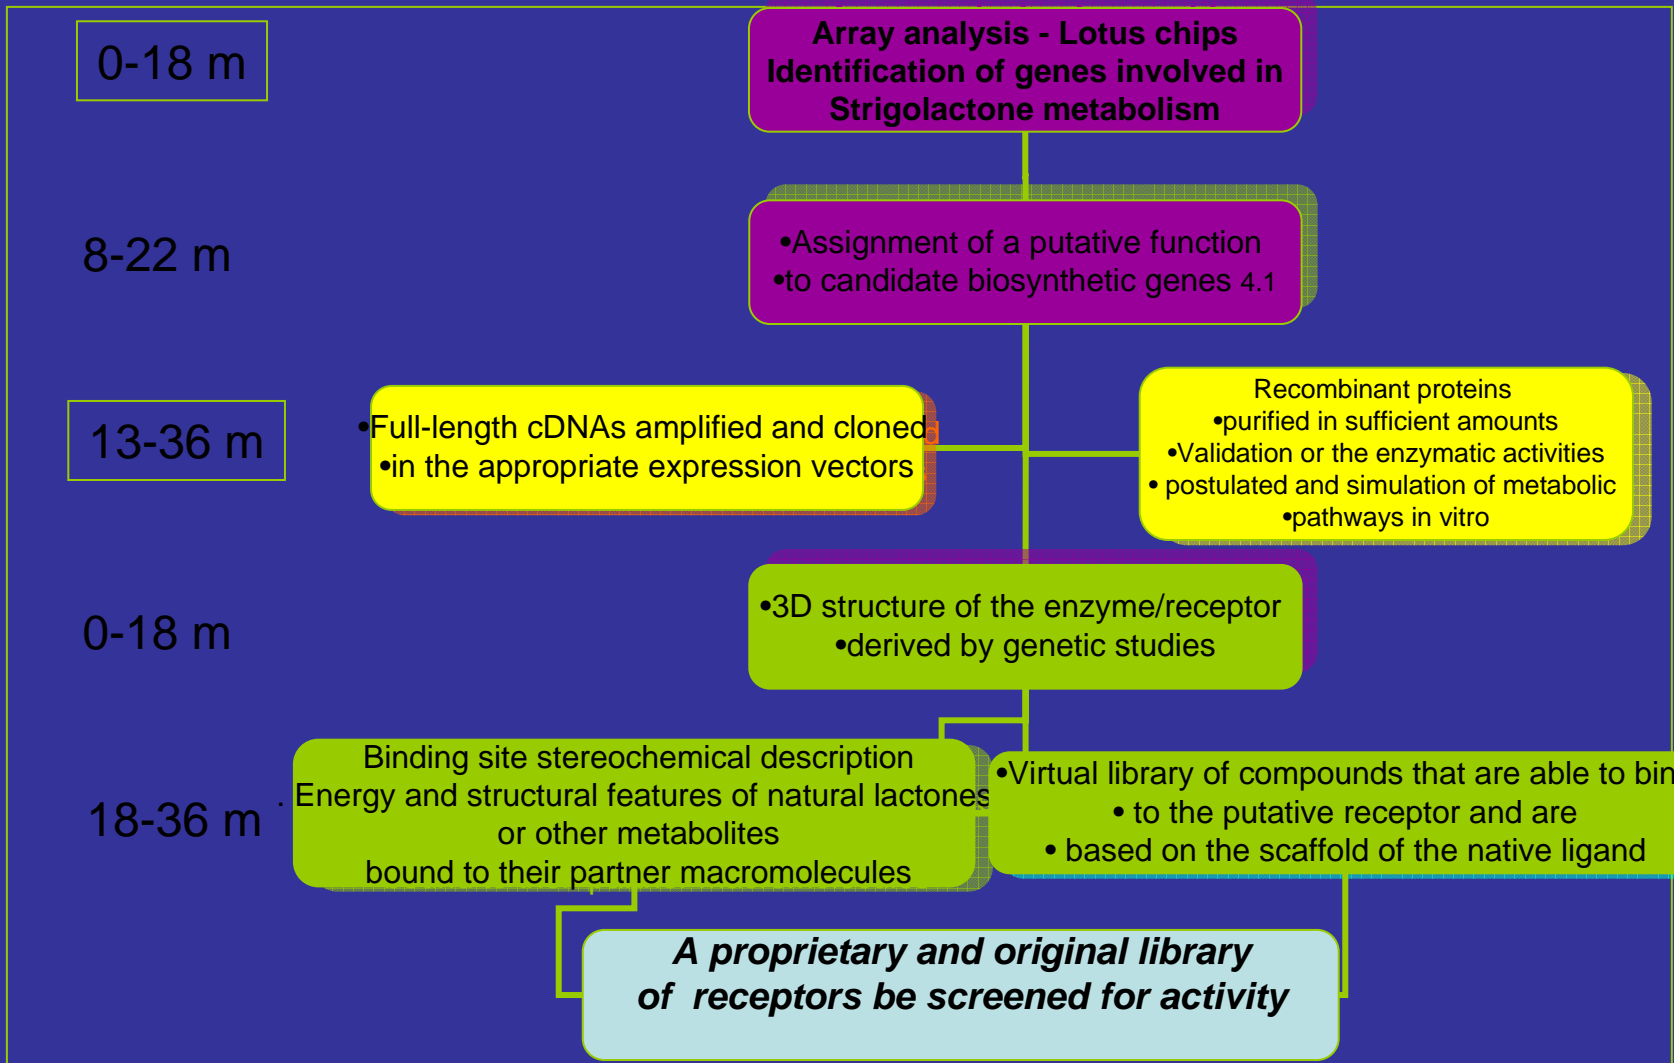 0-18 m
Array analysis - Lotus chips
Identification of genes involved in
Strigolactone metabolism
8-22 m
•Assignment of a putative function
•to candidate biosynthetic genes 4.1
13-36 m
•Full-length cDNAs amplified and cloned
•in the appropriate expression vectors
Recombinant proteins
•purified in sufficient amounts
•Validation or the enzymatic activities
• postulated and simulation of metabolic
•pathways in vitro
0-18 m
•3D structure of the enzyme/receptor
•derived by genetic studies
18-36 m
Binding site stereochemical description
. Energy and structural features of natural lactones
or other metabolites
bound to their partner macromolecules
•Virtual library of compounds that are able to bin
• to the putative receptor and are
• based on the scaffold of the native ligand
A proprietary and original library
of receptors be screened for activity